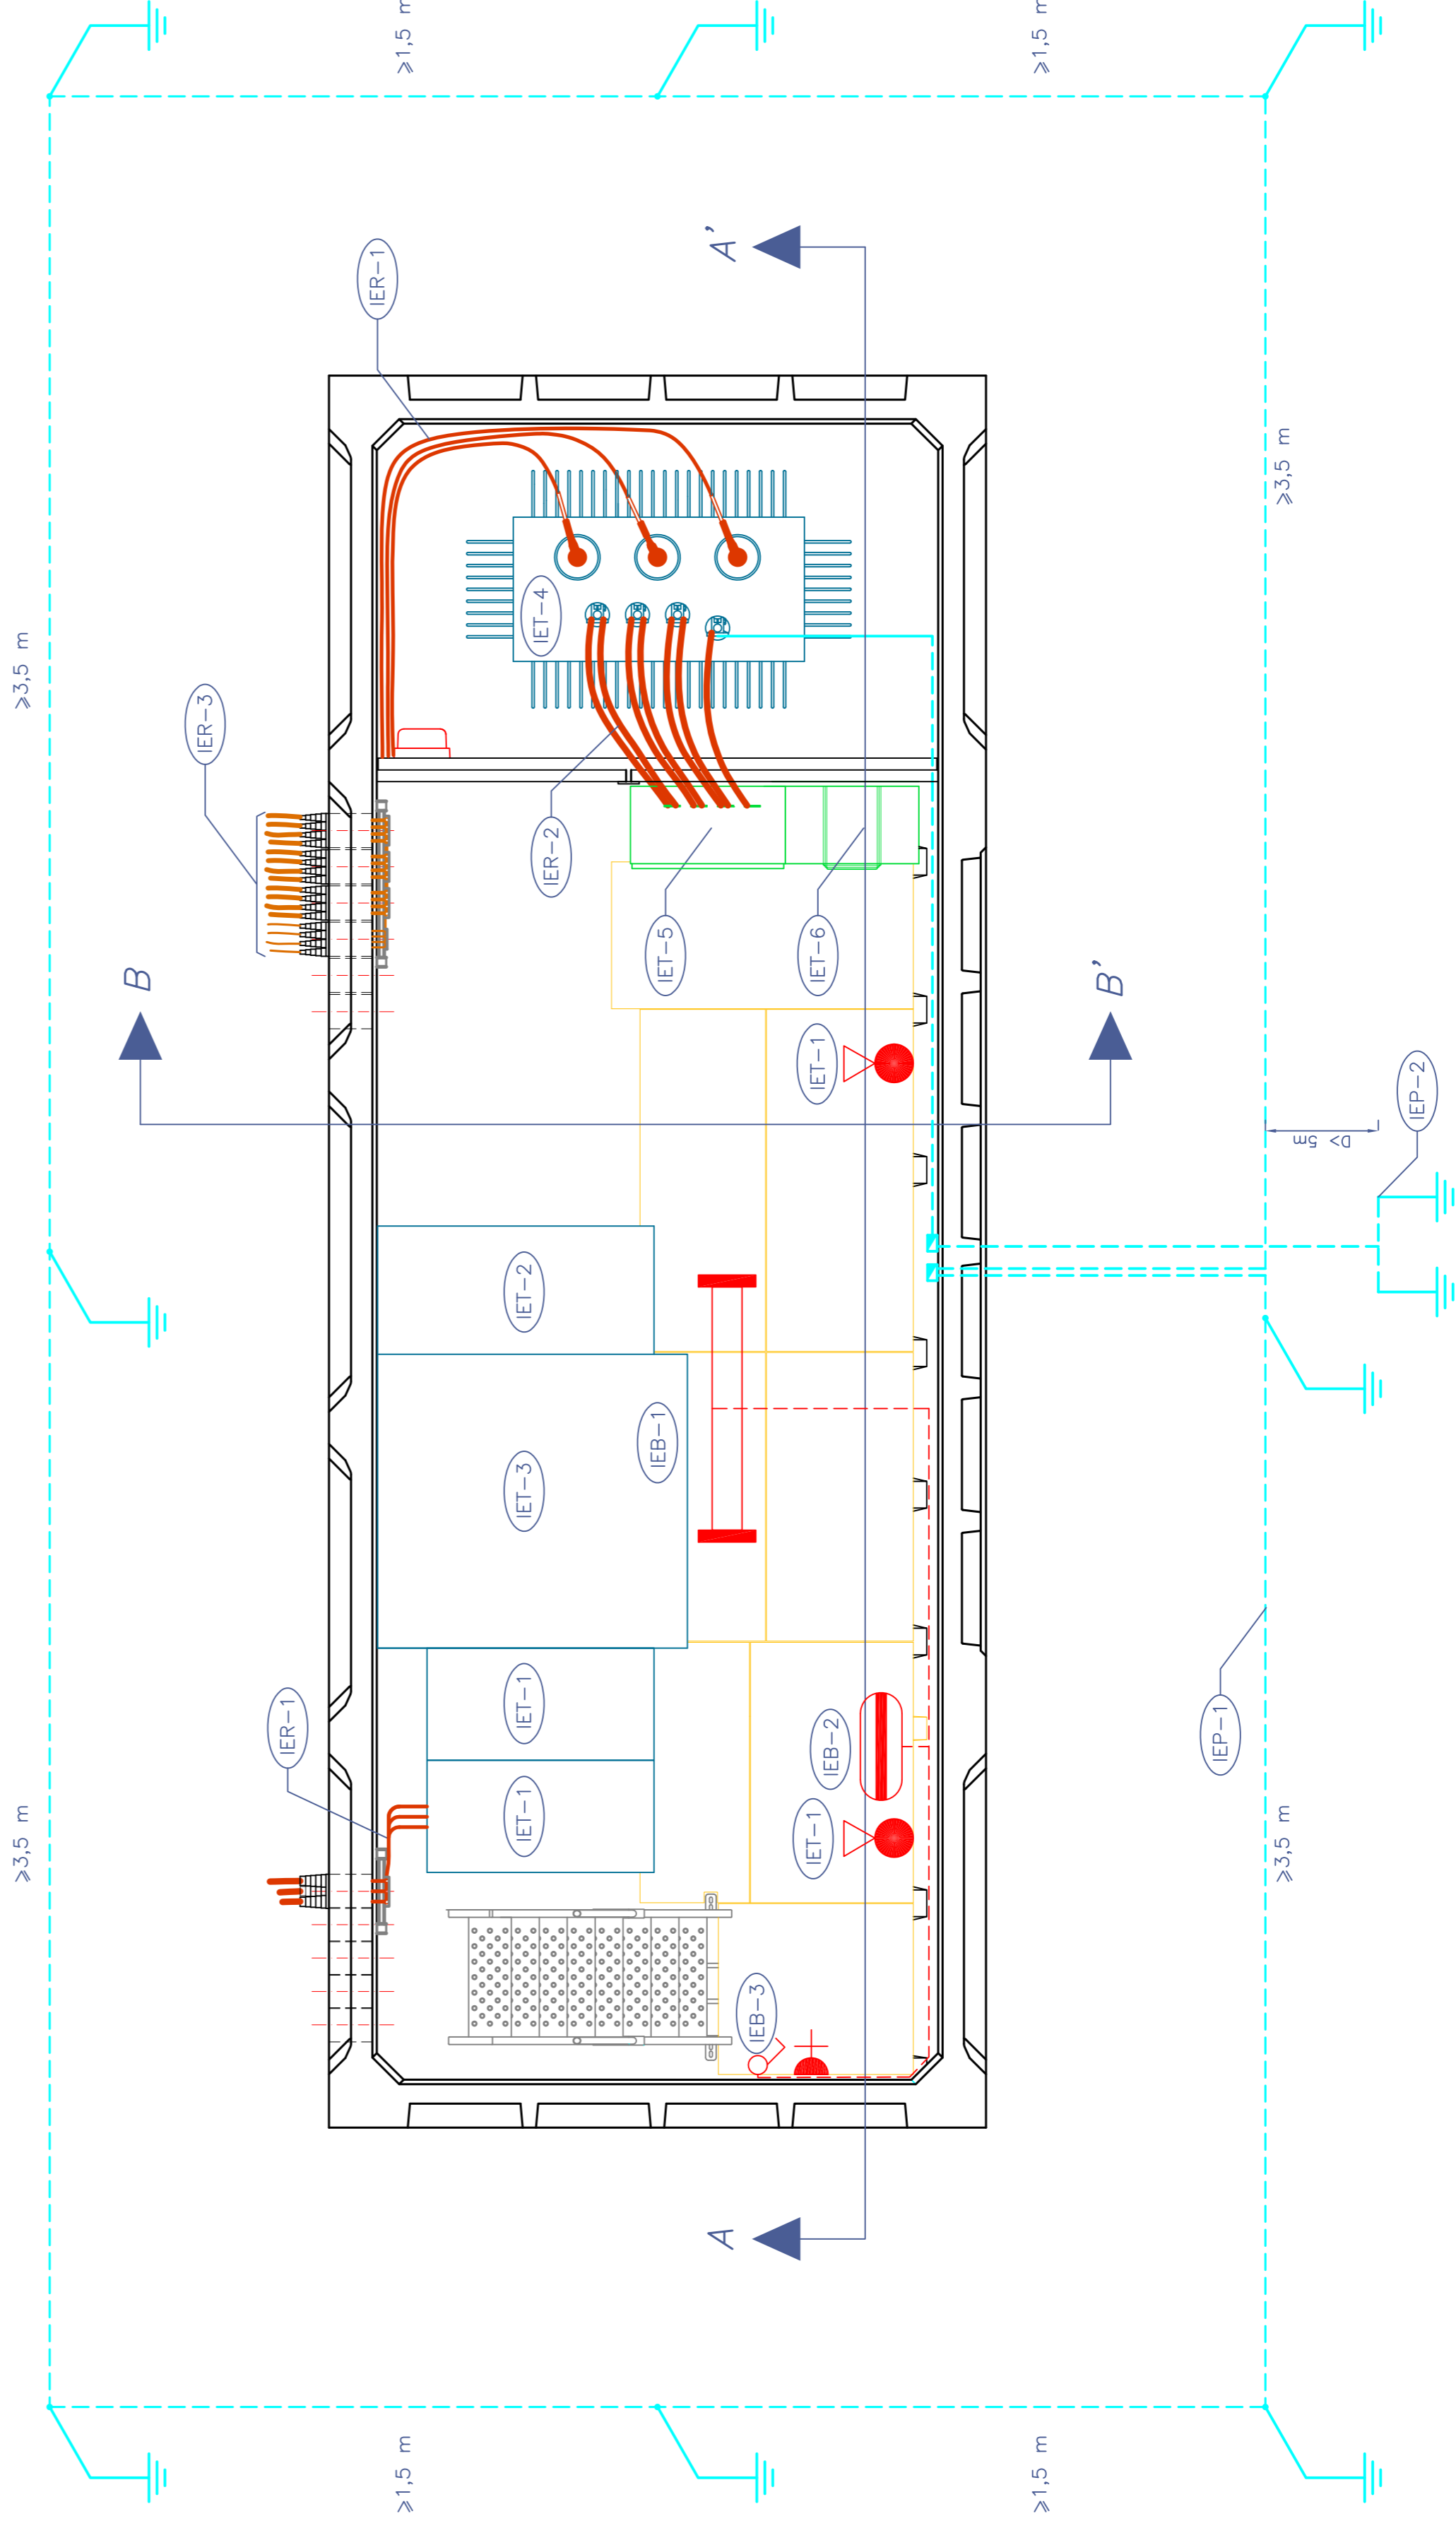 ⩾3,5 m
⩾3,5 m
B
IER-3
IER-1
IER-1
⩾1,5 m
⩾1,5 m
IET-1
IET-1
IET-3
IET-2
IET-4
IER-2
IEB-1
IET-5
A
A'
IEB-3
IET-1
IEB-2
IET-1
IET-6
⩾1,5 m
⩾1,5 m
B'
IEP-1
⩾3,5 m
⩾3,5 m
D> 5m
IEP-2